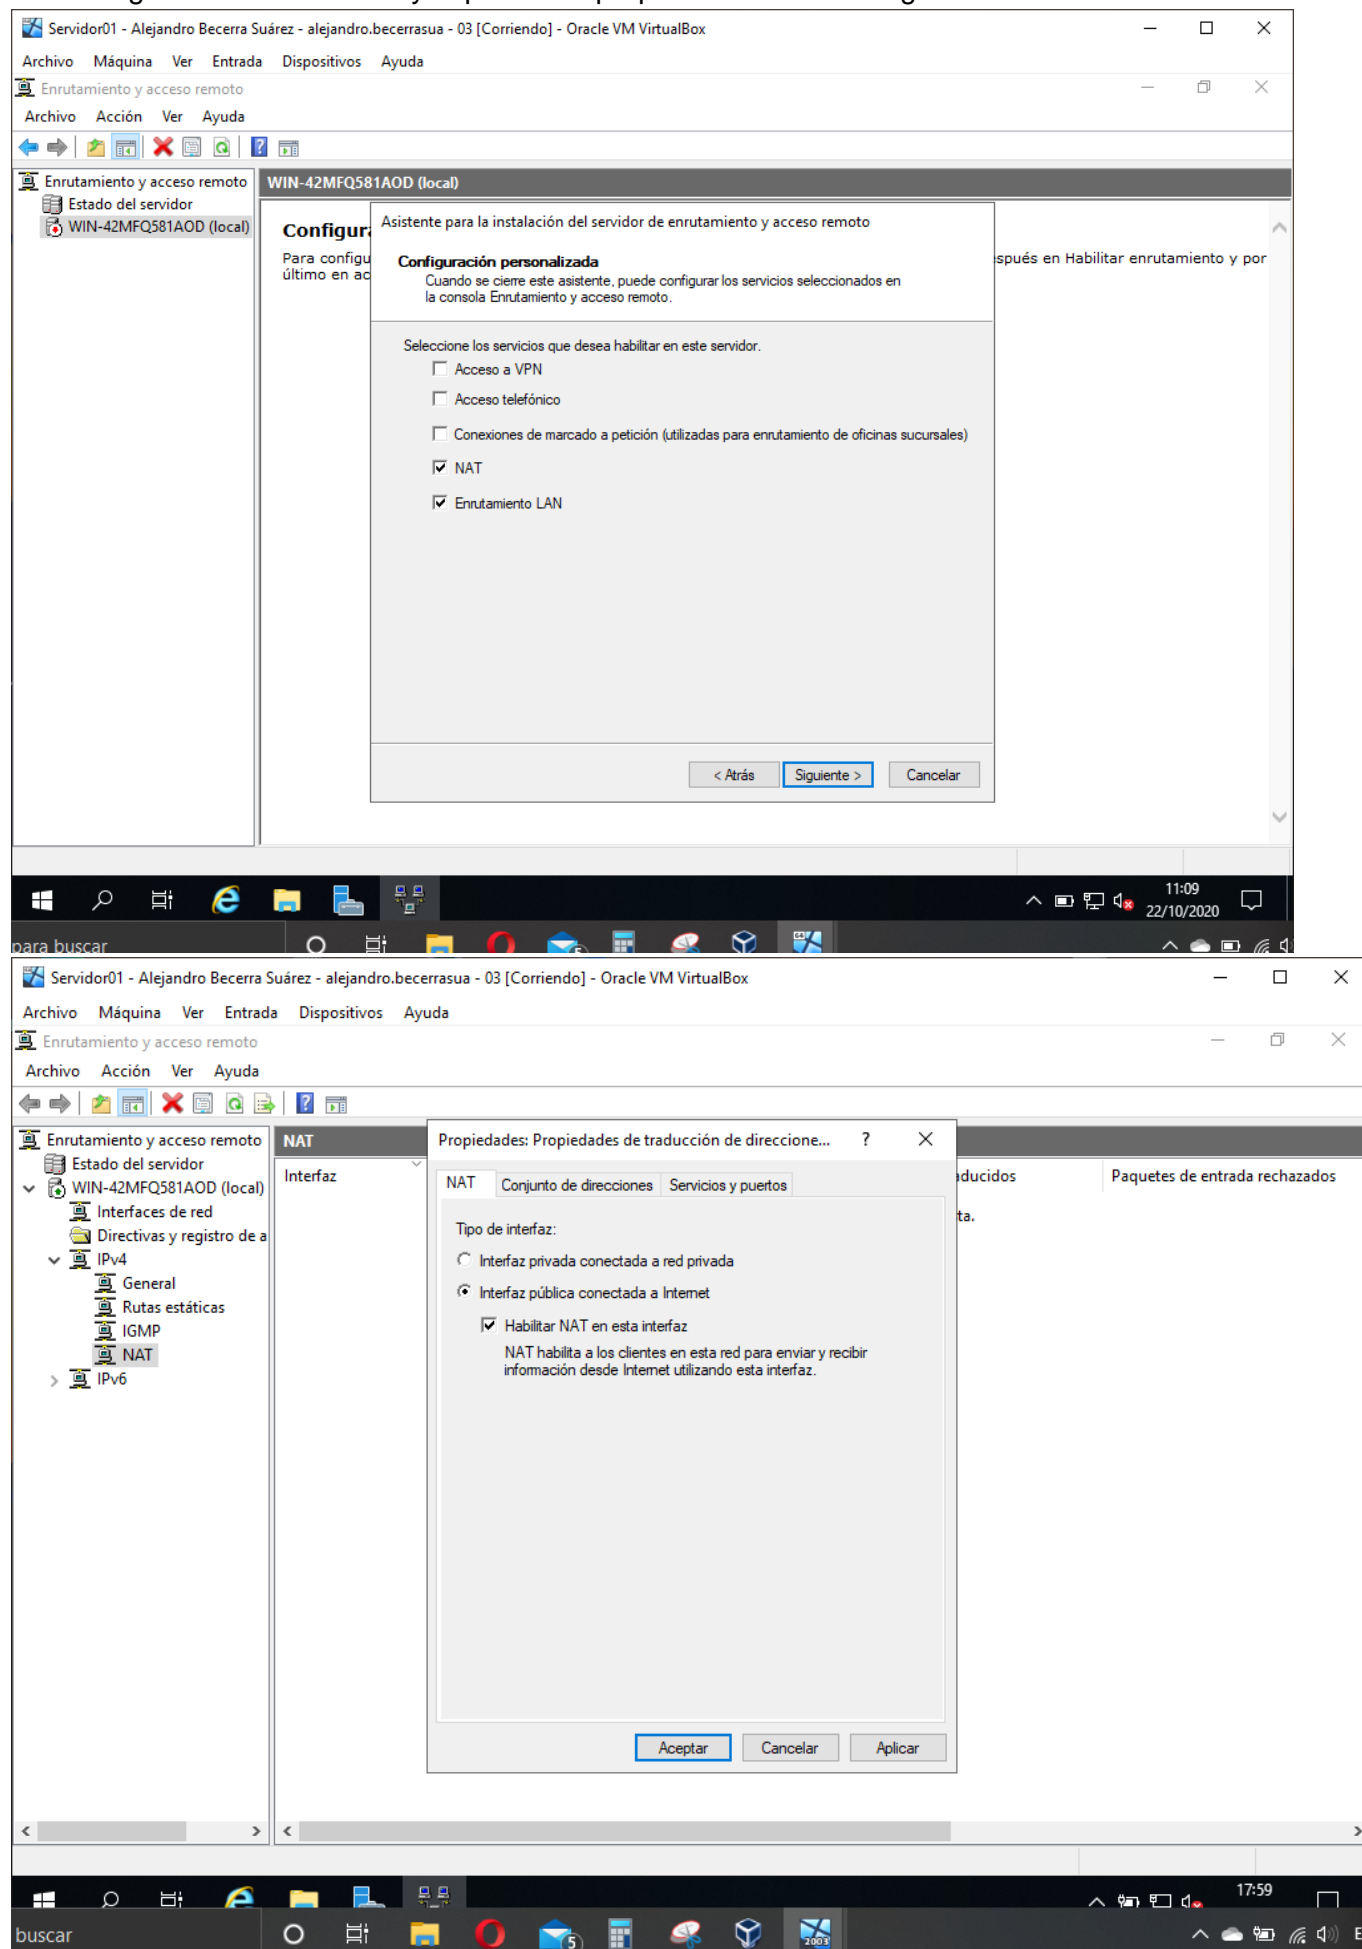 Servidor01 - Alejandro Becerra Suárez - alejandro.becerrasua - 03 [Corriendo] - Oracle VM VirtualBox
Archivo Máquina Ver Entrada Dispositivos Ayuda
Enrutamiento y acceso remoto
Archivo Acción Ver Ayuda
Enrutamiento y acceso remoto
Estado del servidor
WIN-42MFQ581AOD (local)
WIN-42MFQ581AOD (local)
Configura
Para configu
último en ac
spués en Habilitar enrutamiento y por
Asistente para la instalación del servidor de enrutamiento y acceso remoto
Configuración personalizada
Cuando se cierre este asistente, puede configurar los servicios seleccionados en
la consola Enrutamiento y acceso remoto.
Seleccione los servicios que desea habilitar en este servidor.
Acceso a VPN
Acceso telefónico
Conexiones de marcado a petición (utilizadas para enrutamiento de oficinas sucursales)
NAT
Enrutamiento LAN
< Atrás Siguiente > Cancelar
11:09
22/10/2020
para buscar
Servidor01 - Alejandro Becerra Suárez - alejandro.becerrasua - 03 [Corriendo] - Oracle VM VirtualBox
Archivo Máquina Ver Entrada Dispositivos Ayuda
Enrutamiento y acceso remoto
Archivo Acción Ver Ayuda
Enrutamiento y acceso remoto
Estado del servidor
WIN-42MFQ581AOD (local)
Interfaces de red
Directivas y registro de a
IPv4
General
Rutas estáticas
IGMP
NAT
IPv6
NAT
Interfaz
aducidos
Paquetes de entrada rechazados
ta.
Propiedades: Propiedades de traducción de direccione... ?
NAT Conjunto de direcciones Servicios y puertos
Tipo de interfaz:
Interfaz privada conectada a red privada
Interfaz pública conectada a Internet
Habilitar NAT en esta interfaz
NAT habilita a los clientes en esta red para enviar y recibir
información desde Internet utilizando esta interfaz.
Aceptar Cancelar Aplicar
17:59
buscar